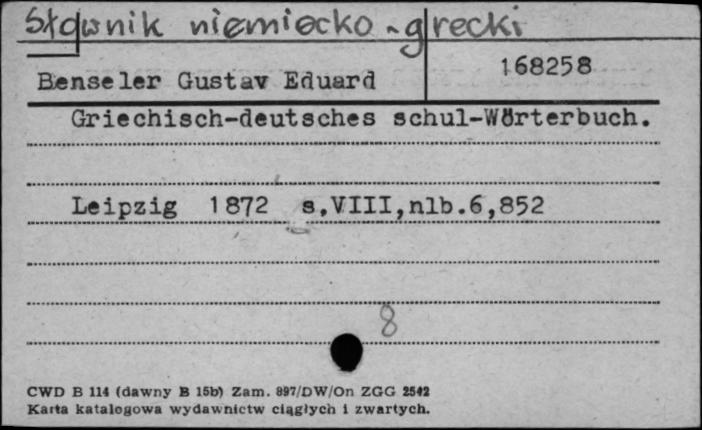 Słownik niemiecko-grecki
Benseler Gustav Eduard
168258
Griechisch-deutsches schul-Wörterbuch.
Leipzig 1872 s,VIII,nlb.6,852
8
CWD B 114 (dawny B 15b) Zam. 897/DW/On ZGG 2542
Karta katalogowa wydawnictw ciągłych i zwartych.